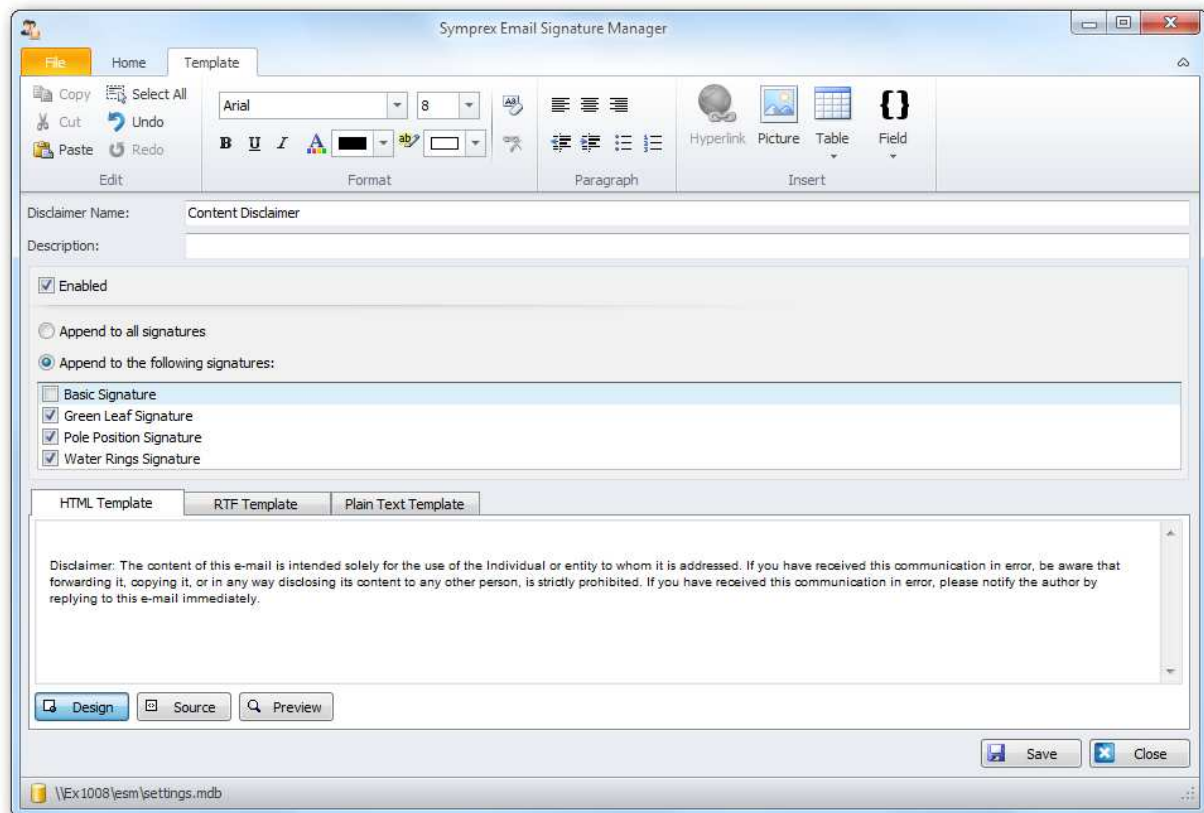 Symprex Email Signature Manager
File Home Template
Copy Select All
Cut Undo
Paste Redo
Edit
Arial 8
B U I A ab
Format
Paragraph
Hyperlink Picture Table Field
Insert
Disclaimer Name: Content Disclaimer
Description:
Enabled
Append to all signatures
Append to the following signatures:
Basic Signature
Green Leaf Signature
Pole Position Signature
Water Rings Signature
HTML Template RTF Template Plain Text Template
Disclaimer: The content of this e-mail is intended solely for the use of the Individual or entity to whom it is addressed. If you have received this communication in error, be aware that
forwarding it, copying it, or in any way disclosing its content to any other person, is strictly prohibited. If you have received this communication in error, please notify the author by
replying to this e-mail immediately.
Design Source Preview
Save Close
\\Ex1008\esm\settings.mdb